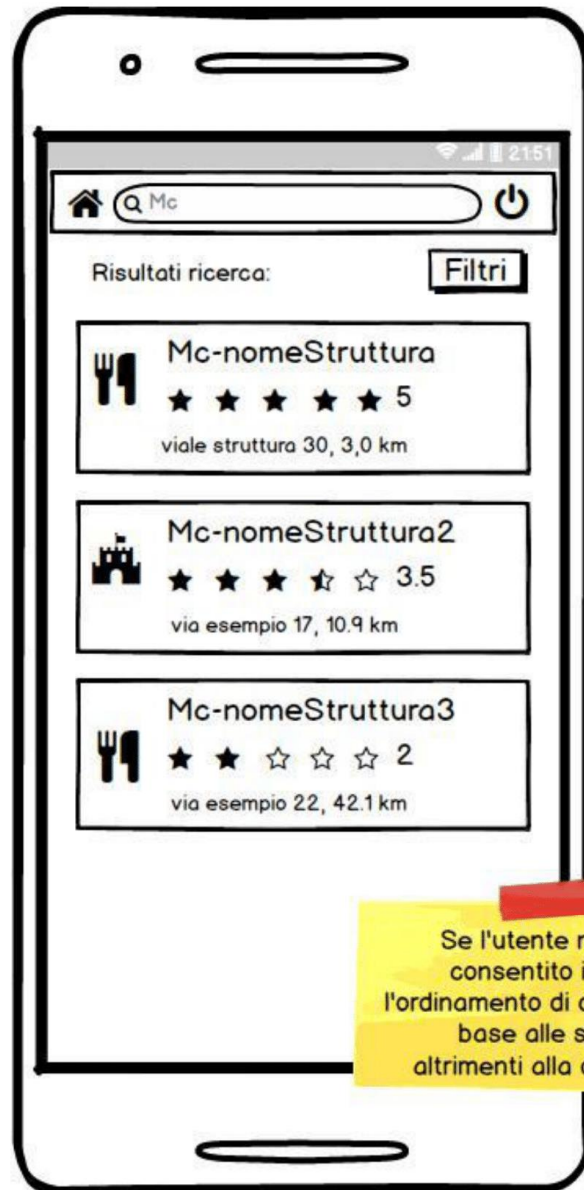 21:51
Mc
Risultati ricerca:
Filtri
Mc-nomeStruttura
5
viale struttura 30, 3,0 km
Mc-nomeStruttura2
3.5
via esempio 17, 10.9 km
Mc-nomeStruttura3
2
via esempio 22, 42.1 km
Se l'utente
consentito
l'ordinamento di
base alle
altrimenti alla